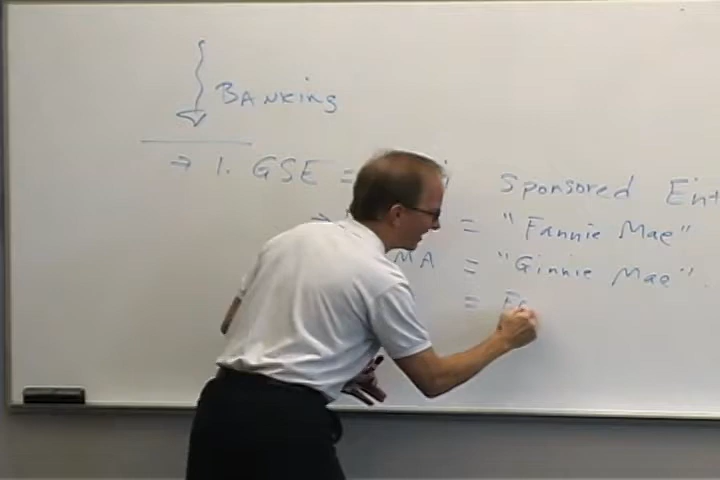 BANKing
→ 1. GSE = Sponsored Ent
= "Fannie Mae"
MA = "Ginnie Mae".
= F